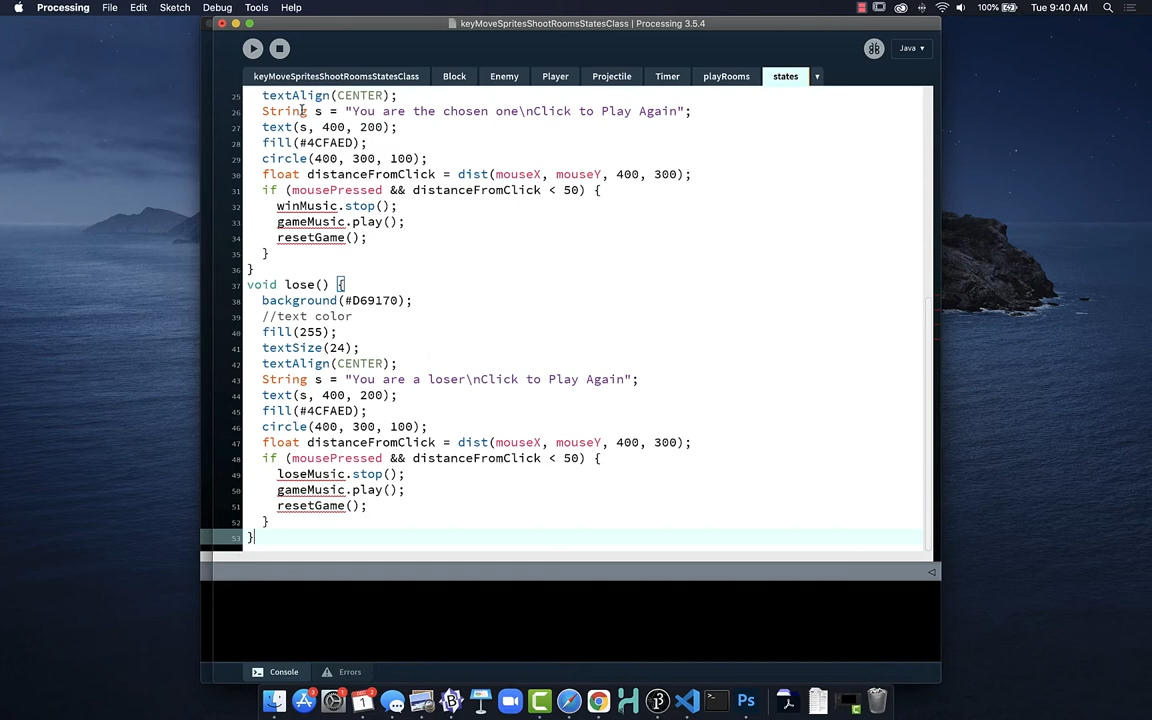 Processing File Edit Sketch Debug Tools Help 100% Tue 9:40 AM
keyMoveSpritesShootRoomsStatesClass | Processing 3.5.4
Java ▾
keyMoveSpritesShootRoomsStatesClass Block Enemy Player Projectile Timer playRooms states ▾
25 textAlign(CENTER);
26 String s = "You are the chosen one\nClick to Play Again";
27 text(s, 400, 200);
28 fill(#4CFAED);
29 circle(400, 300, 100);
30 float distanceFromClick = dist(mouseX, mouseY, 400, 300);
31 if (mousePressed && distanceFromClick < 50) {
32 winMusic.stop();
33 gameMusic.play();
34 resetGame();
35 }
36 }
37 void lose() {
38 background(#D69170);
39 //text color
40 fill(255);
41 textSize(24);
42 textAlign(CENTER);
43 String s = "You are a loser\nClick to Play Again";
44 text(s, 400, 200);
45 fill(#4CFAED);
46 circle(400, 300, 100);
47 float distanceFromClick = dist(mouseX, mouseY, 400, 300);
48 if (mousePressed && distanceFromClick < 50) {
49 loseMusic.stop();
50 gameMusic.play();
51 resetGame();
52 }
53 }
Console Errors